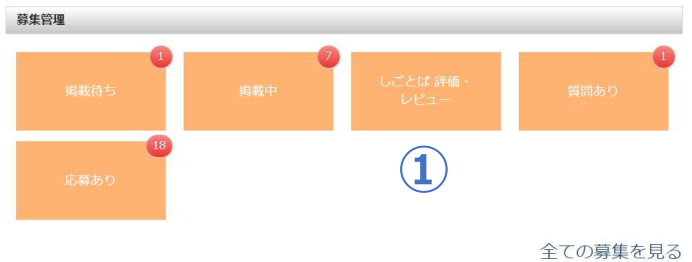 募集管理
1
7
1
掲載待ち
掲載中
しごとば 評価・
レビュー
質問あり
18
応募あり
①
全ての募集を見る